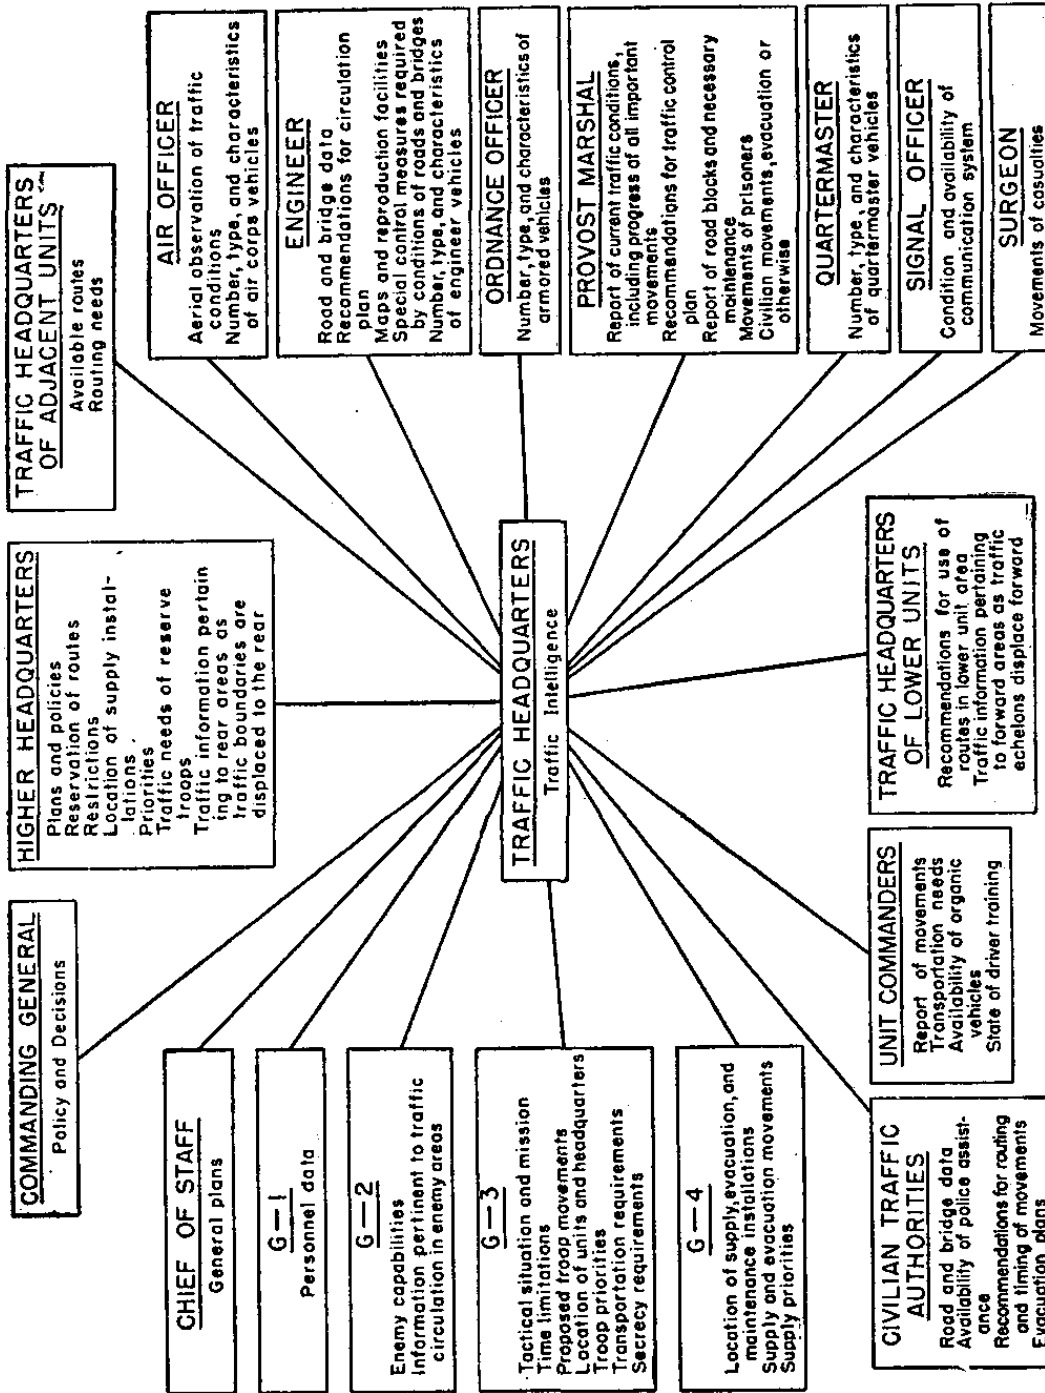 COMMANDING GENERAL
Policy and Decisions
HIGHER HEADQUARTERS
Plans and policies
Reservation of routes
Restrictions
Location of supply instal-
lations
Priorities
Traffic needs of reserve
troops
Traffic information pertain
ing to rear areas as
traffic boundaries are
displaced to the rear
TRAFFIC HEADQUARTERS
OF ADJACENT UNITS
Available routes
Routing needs
CHIEF OF STAFF
General plans
G—1
Personnel data
G—2
Enemy capabilities
Information pertinent to traffic
circulation in enemy areas
G—3
Tactical situation and mission
Time limitations
Proposed troop movements
Location of units and headquarters
Troop priorities
Transportation requirements
Secrecy requirements
G—4
Location of supply, evacuation, and
maintenance installations
Supply and evacuation movements
Supply priorities
TRAFFIC HEADQUARTERS
Traffic Intelligence
AIR OFFICER
Aerial observation of traffic
conditions
Number, type, and characteristics
of air corps vehicles
ENGINEER
Road and bridge data
Recommendations for circulation
plan
Maps and reproduction facilities
Special control measures required
by conditions of roads and bridges
Number, type, and characteristics
of engineer vehicles
ORDNANCE OFFICER
Number, type, and characteristics of
armored vehicles
PROVOST MARSHAL
Report of current traffic conditions,
including progress of all important
movements
Recommendations for traffic control
plan
Report of road blocks and necessary
maintenance
Movements of prisoners
Civilian movements, evacuation or
otherwise
QUARTERMASTER
Number, type, and characteristics
of quartermaster vehicles
SIGNAL OFFICER
Condition and availability of
communication system
SURGEON
Movements of casualties
CIVILIAN TRAFFIC
AUTHORITIES
Road and bridge data
Availability of police assist-
ance
Recommendations for routing
and timing of movements
Evacuation plans
UNIT COMMANDERS
Report of movements
Transportation needs
Availability of organic
vehicles
State of driver training
TRAFFIC HEADQUARTERS
OF LOWER UNITS
Recommendations for use of
routes in lower unit area
Traffic information pertaining
to forward areas as traffic
echelons displace forward